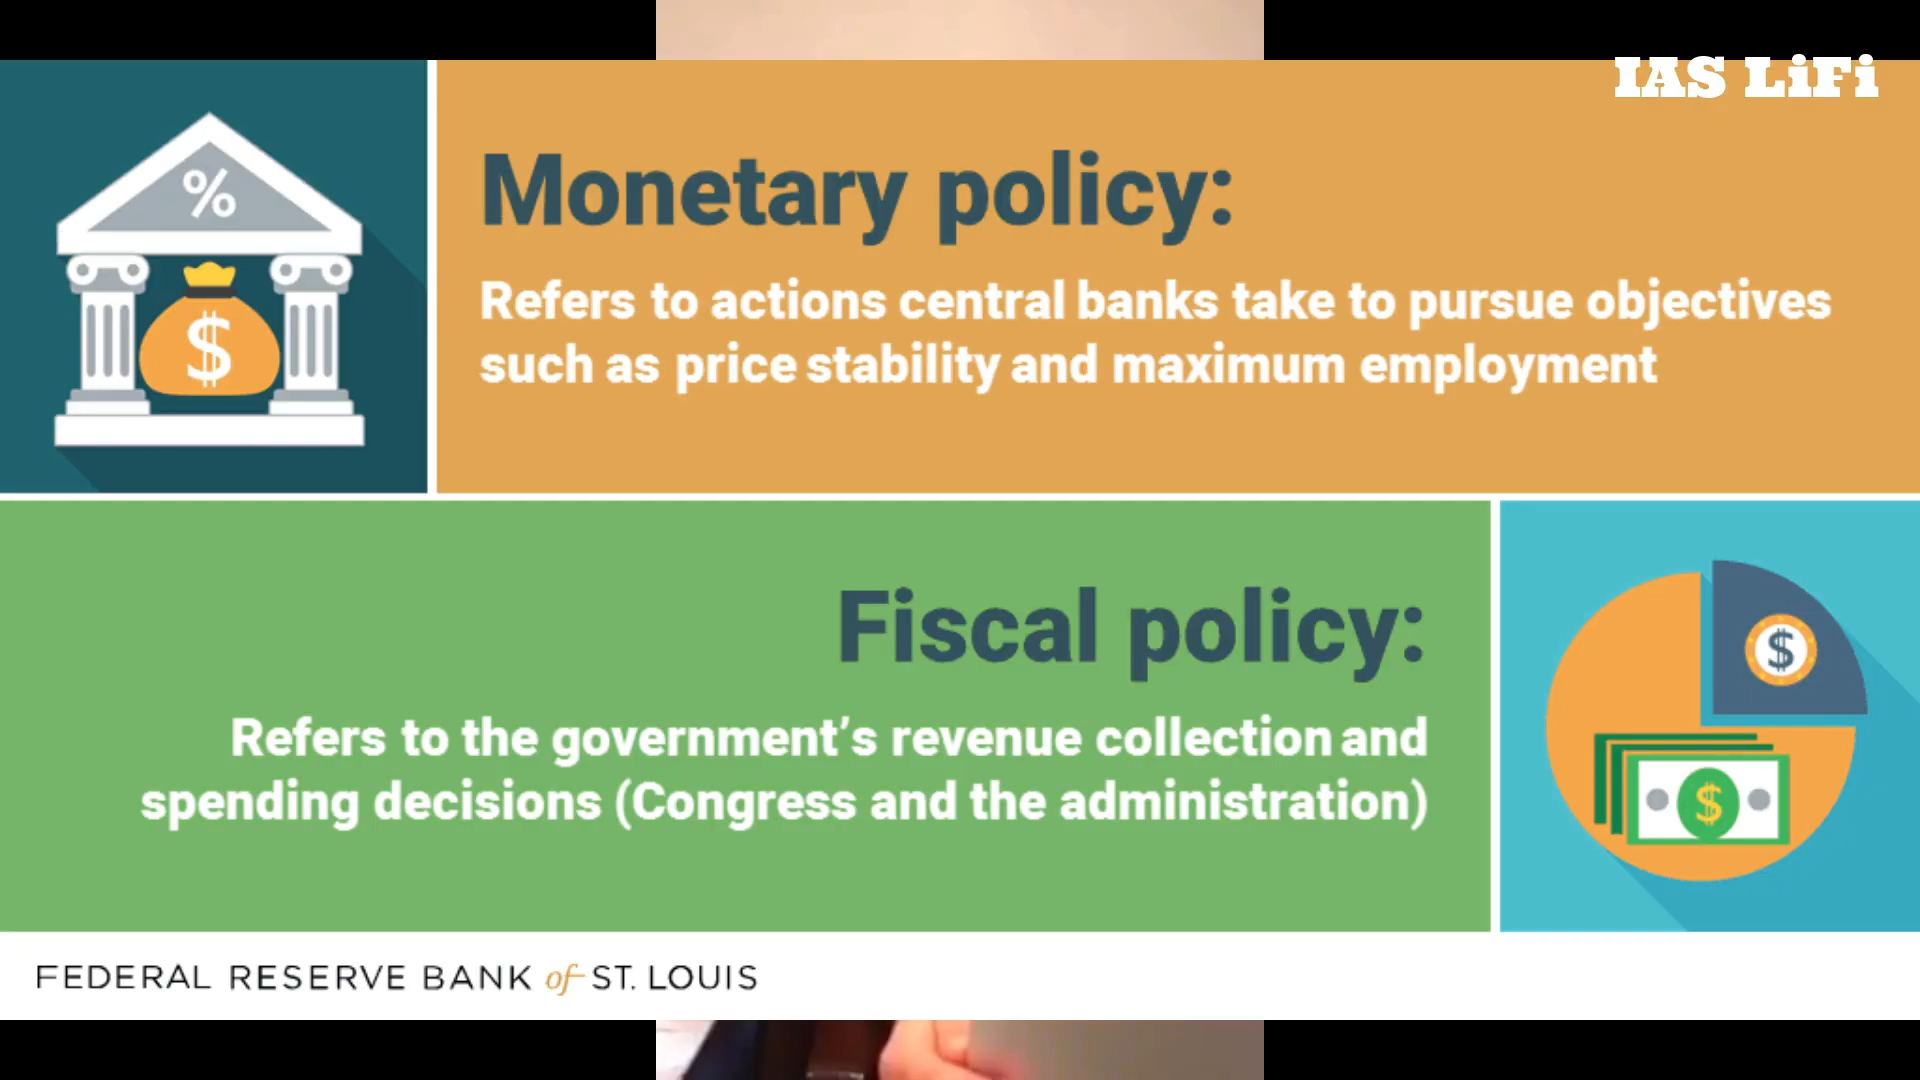 IAS LiFi
%
Monetary policy:
Refers to actions central banks take to pursue objectives
such as price stability and maximum employment
$
Fiscal policy:
$
Refers to the government’s revenue collection and
spending decisions (Congress and the administration)
$
FEDERAL RESERVE BANK of ST. LOUIS